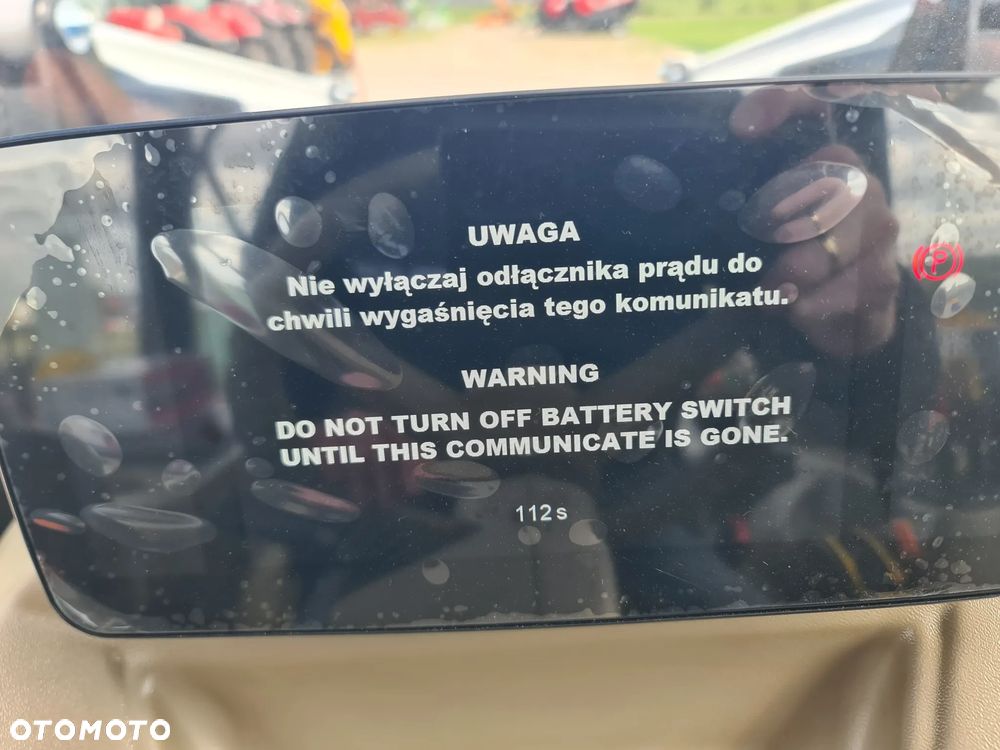 UWAGA
Nie wyłączaj odłącznika prądu do
chwili wygaśnięcia tego komunikatu.
WARNING
DO NOT TURN OFF BATTERY SWITCH
UNTIL THIS COMMUNICATE IS GONE.
112 s
P
OTOMOTO